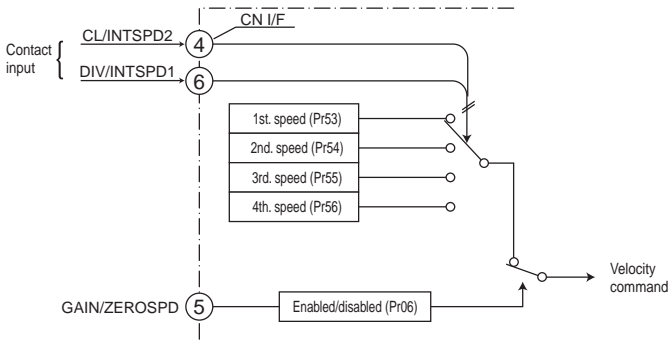 CN I/F
CL/INTSPD2
4
Contact
input
DIV/INTSPD1
6
1st. speed (Pr53)
2nd. speed (Pr54)
3rd. speed (Pr55)
4th. speed (Pr56)
Velocity
command
GAIN/ZEROSPD
5
Enabled/disabled (Pr06)